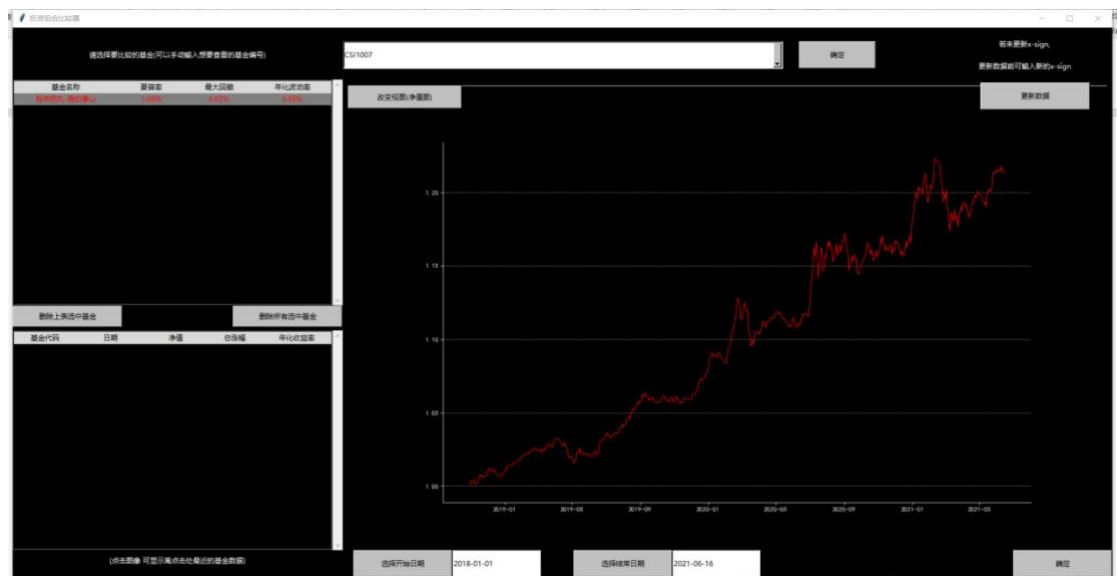 投资组合比较器
请选择要比较的基金(可以手动输入想要查看的基金编号)
CSI1007
确定
若未更新x-sign,
更新数据前可输入新的x-sign
基金名称 夏普率 最大回撤 年化波动率
1.08% 4.02% 5.88%
改变视图(净值图)
更新数据
1.20
1.15
1.10
1.05
1.00
2019-01 2019-05 2019-09 2020-01 2020-05 2020-09 2021-01 2021-05
删除上表选中基金
删除所有选中基金
基金代码 日期 净值 总涨幅 年化收益率
(点击图像 可显示离点击处最近的基金数据)
选择开始日期
2018-01-01
选择结束日期
2021-06-16
确定